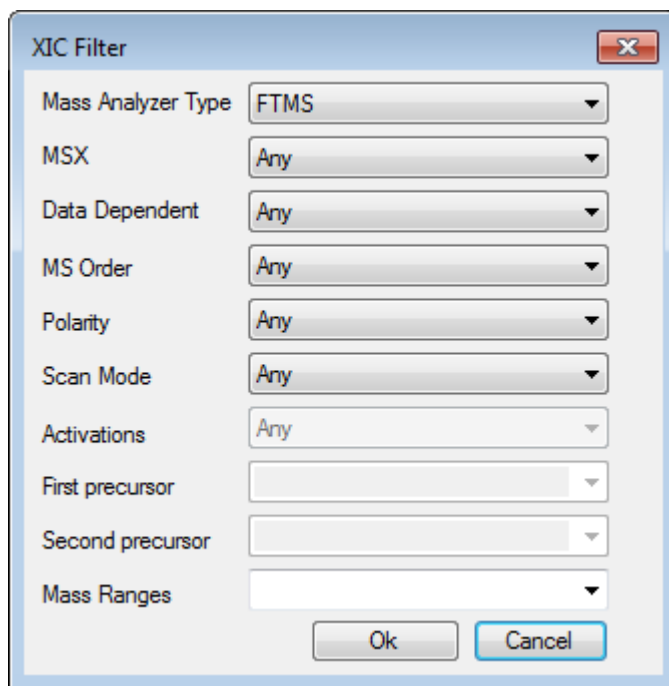 XIC Filter
Mass Analyzer Type FTMS
MSX Any
Data Dependent Any
MS Order Any
Polarity Any
Scan Mode Any
Activations Any
First precursor
Second precursor
Mass Ranges
Ok Cancel